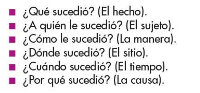 ¿Qué sucedió? (El hecho).
¿A quién le sucedió? (El sujeto).
¿Cómo le sucedió? (La manera).
¿Dónde sucedió? (El sitio).
¿Cuándo sucedió? (El tiempo).
¿Por qué sucedió? (La causa).